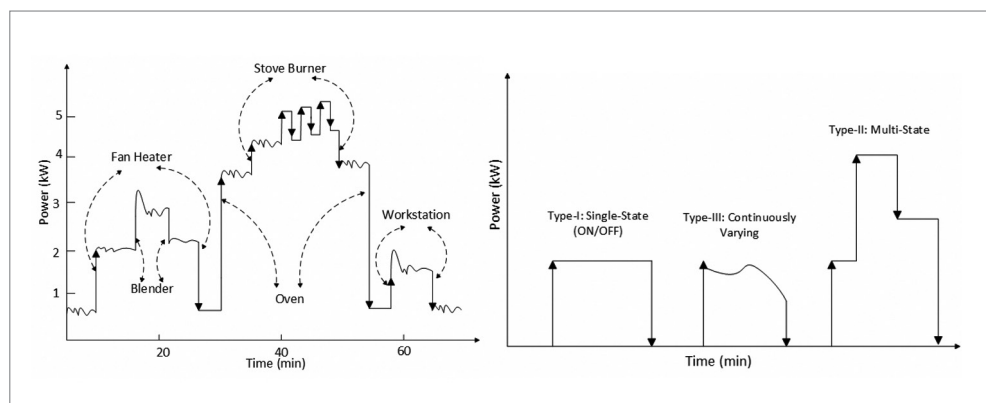 Stove Burner
Fan Heater
Workstation
Blender
Oven
Power (kW)
5
4
3
2
1
20
40
60
Time (min)
Type-I: Single-State
(ON/OFF)
Type-III: Continuously
Varying
Type-II: Multi-State
Power (kW)
Time (min)